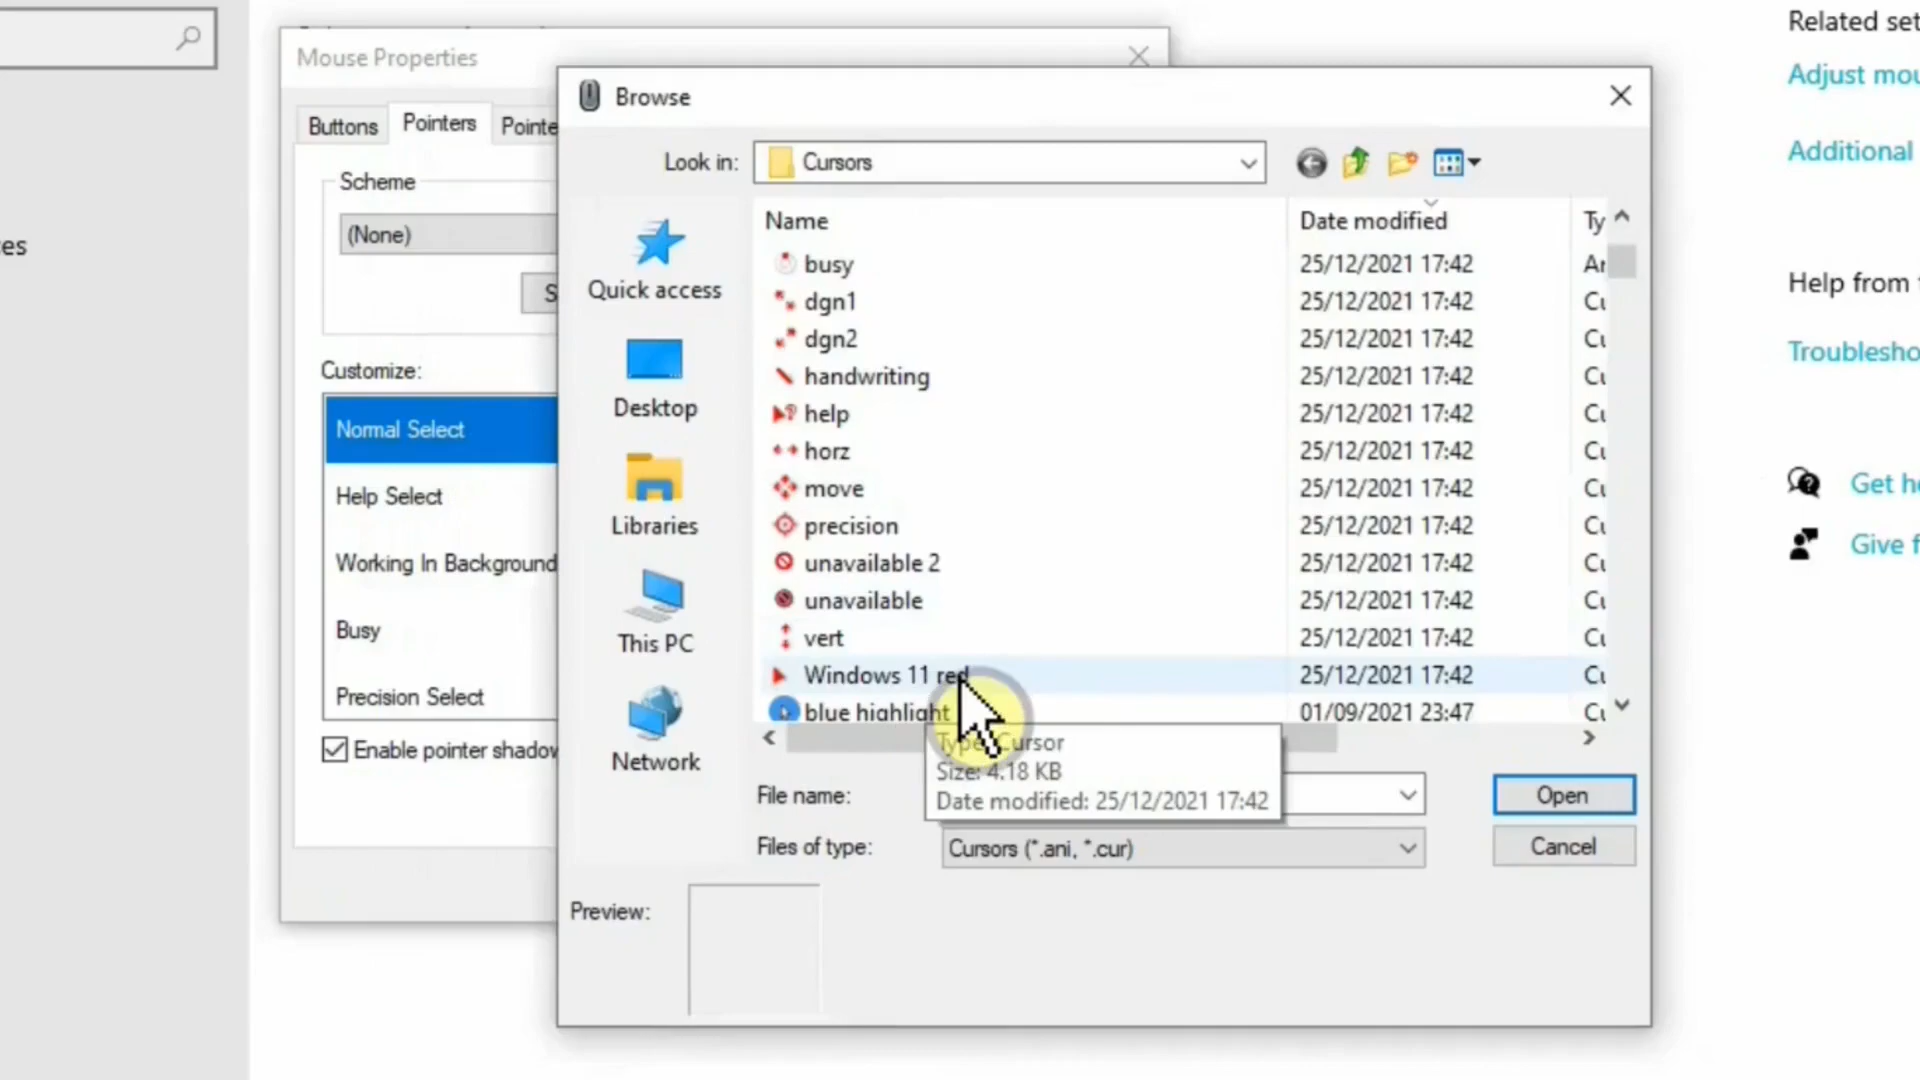 es
Mouse Properties
Buttons
Pointers
Pointe
Scheme
(None)
S
Customize:
Normal Select
Help Select
Working In Background
Busy
Precision Select
Enable pointer shadow
Browse
Look in:
Cursors
Quick access
Desktop
Libraries
This PC
Network
Name Date modified Ty
busy 25/12/2021 17:42
dgn1 25/12/2021 17:42
dgn2 25/12/2021 17:42
handwriting 25/12/2021 17:42
help 25/12/2021 17:42
horz 25/12/2021 17:42
move 25/12/2021 17:42
precision 25/12/2021 17:42
unavailable 2 25/12/2021 17:42
unavailable 25/12/2021 17:42
vert 25/12/2021 17:42
Windows 11 red 25/12/2021 17:42
blue highlight 01/09/2021 23:47
Type: Cursor
Size: 4.18 KB
Date modified: 25/12/2021 17:42
File name:
Files of type:
Cursors (*.ani, *.cur)
Open
Cancel
Preview:
Related set
Adjust mou
Additional
Help from
Troublesho
Get he
Give f